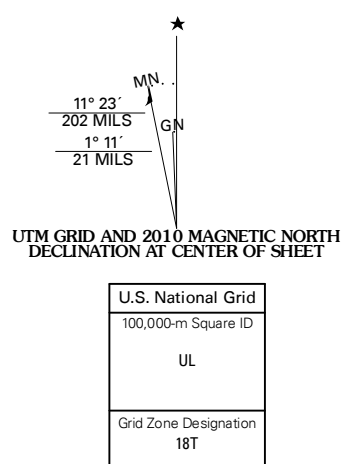 ★
MN
11° 23´
202 MILS
GN
1° 11´
21 MILS
UTM GRID AND 2010 MAGNETIC NORTH
DECLINATION AT CENTER OF SHEET
U.S. National Grid
100,000-m Square ID
UL
Grid Zone Designation
18T